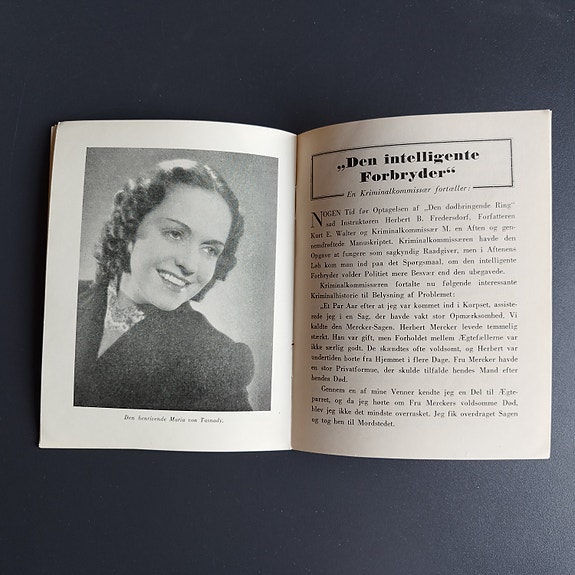 Den henrivende Maria von Tasnady.
„Den intelligente
Forbryder“
En Kriminalkommissær fortæller:
NOGEN Tid før Optagelsen af „Den dødbringende Ring“
sad Instruktøren Herbert B. Fredersdorf, Forfatteren
Kurt E. Walter og Kriminalkommissær M. en Aften og gen-
nemdrøftede Manuskriptet. Kriminalkommissæren havde den
Opgave at fungere som sagkyndig Raadgiver, men i Aftenens
Løb kom man ind paa det Spørgsmaal, om den intelligente
Forbryder volder Politiet mere Besvær end den ubegavede.
Kriminalkommissæren fortalte nu følgende interessante
Kriminalhistorie til Belysning af Problemet:
„Et Par Aar efter at jeg var kommet ind i Korpset, assiste-
rede jeg i en Sag, der havde vakt stor Opmærksomhed. Vi
kaldte den Mercker-Sagen. Herbert Mercker levede temmelig
stærkt. Han var gift, men Forholdet mellem Ægtefællerne var
ikke særlig godt. De skændtes ofte voldsomt, og Herbert var
undertiden borte fra Hjemmet i flere Dage. Fru Mercker havde
en stor Privatformue, der skulde tilfalde hendes Mand efter
hendes Død.
Gennem en af mine Venner kendte jeg en Del til Ægte-
parret, og da jeg hørte om Fru Merckers voldsomme Død,
blev jeg ikke det mindste overrasket. Jeg fik overdraget Sagen
og tog hen til Mordstedet.